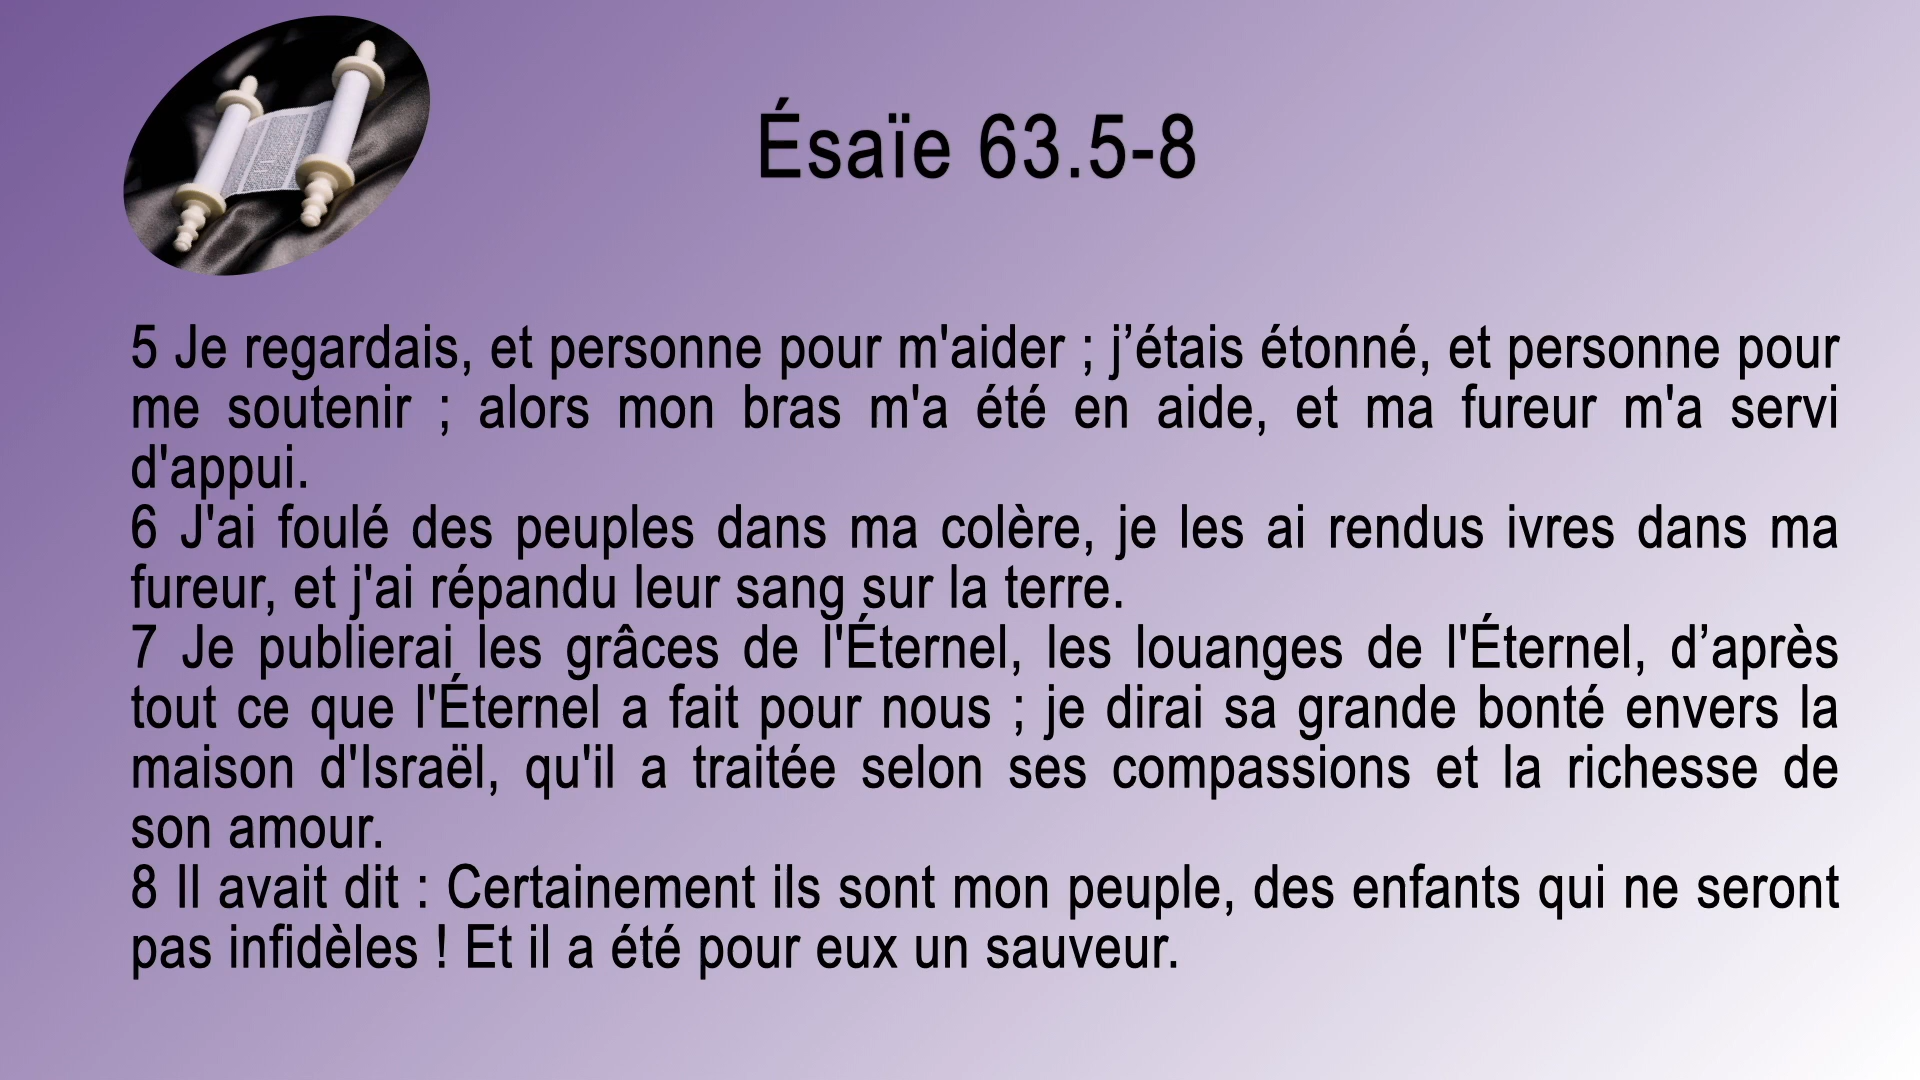 Ésaïe 63.5-8
5 Je regardais, et personne pour m'aider ; j’étais étonné, et personne pour
me soutenir ; alors mon bras m'a été en aide, et ma fureur m'a servi
d'appui.
6 J'ai foulé des peuples dans ma colère, je les ai rendus ivres dans ma
fureur, et j'ai répandu leur sang sur la terre.
7 Je publierai les grâces de l'Éternel, les louanges de l'Éternel, d’après
tout ce que l'Éternel a fait pour nous ; je dirai sa grande bonté envers la
maison d'Israël, qu'il a traitée selon ses compassions et la richesse de
son amour.
8 Il avait dit : Certainement ils sont mon peuple, des enfants qui ne seront
pas infidèles ! Et il a été pour eux un sauveur.